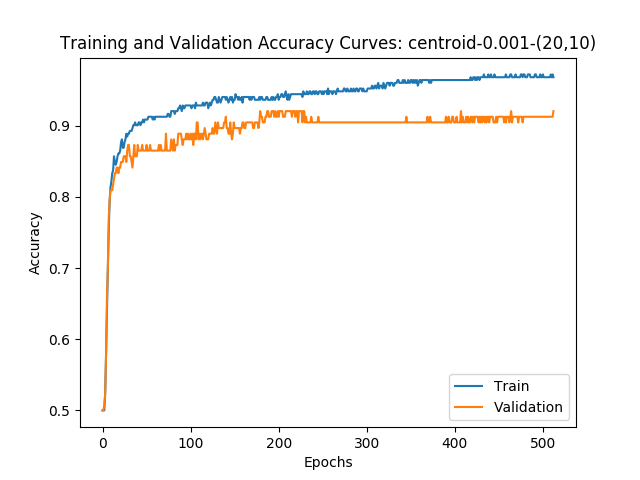 Training and Validation Accuracy Curves: centroid-0.001-(20,10)
Accuracy
0.9
0.8
0.7
0.6
0.5
0 100 200 300 400 500
Epochs
Train
Validation